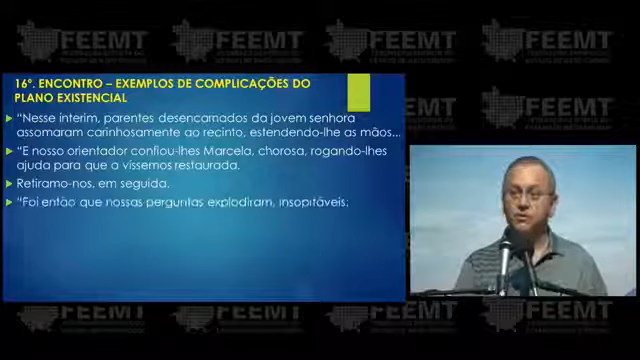 FEEMT FEEMT FEEMT FEEMT
16º. ENCONTRO – EXEMPLOS DE COMPLICAÇÕES DO
PLANO EXISTENCIAL
"Nesse ínterim, parentes desencarnados da jovem senhora
assomaram carinhosamente ao recinto, estendendo-lhe as mãos...
"E nosso orientador confiou-lhes Marcela, chorosa, rogando-lhes
ajuda para que a víssemos restaurada.
Retiramo-nos, em seguida.
"Foi então que nossas perguntas explodiram, insopitáveis:
FEEMT FEEMT FEEMT FEEMT